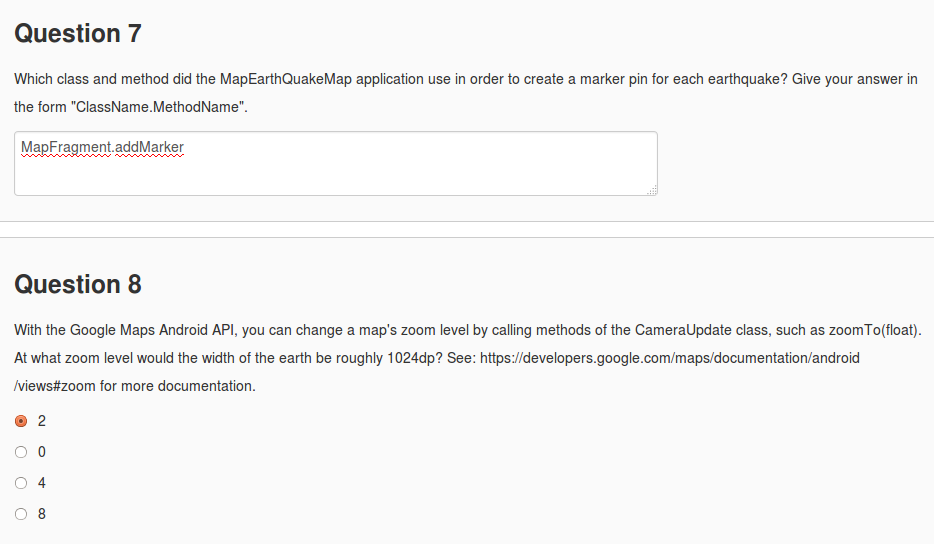 Question 7
Which class and method did the MapEarthQuakeMap application use in order to create a marker pin for each earthquake? Give your answer in
the form "ClassName.MethodName".
MapFragment.addMarker
Question 8
With the Google Maps Android API, you can change a map's zoom level by calling methods of the CameraUpdate class, such as zoomTo(float).
At what zoom level would the width of the earth be roughly 1024dp? See: https://developers.google.com/maps/documentation/android
/views#zoom for more documentation.
2
0
4
8